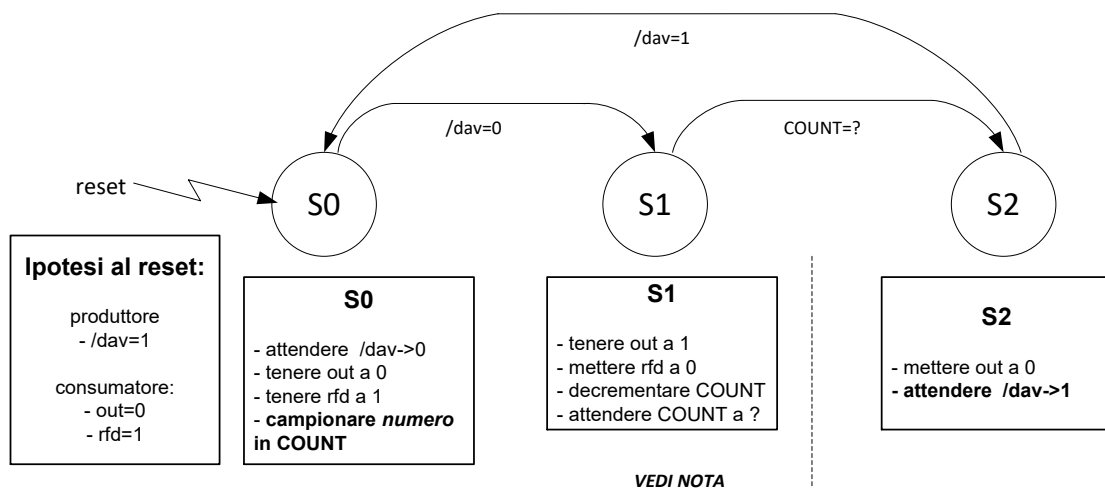 /dav=1
/dav=0
COUNT=?
reset
S0
S1
S2
Ipotesi al reset:
produttore
- /dav=1
consumatore:
- out=0
- rfd=1
S0
- attendere /dav->0
- tenere out a 0
- tenere rfd a 1
- campionare numero
in COUNT
S1
- tenere out a 1
- mettere rfd a 0
- decrementare COUNT
- attendere COUNT a ?
S2
- mettere out a 0
- attendere /dav->1
VEDI NOTA